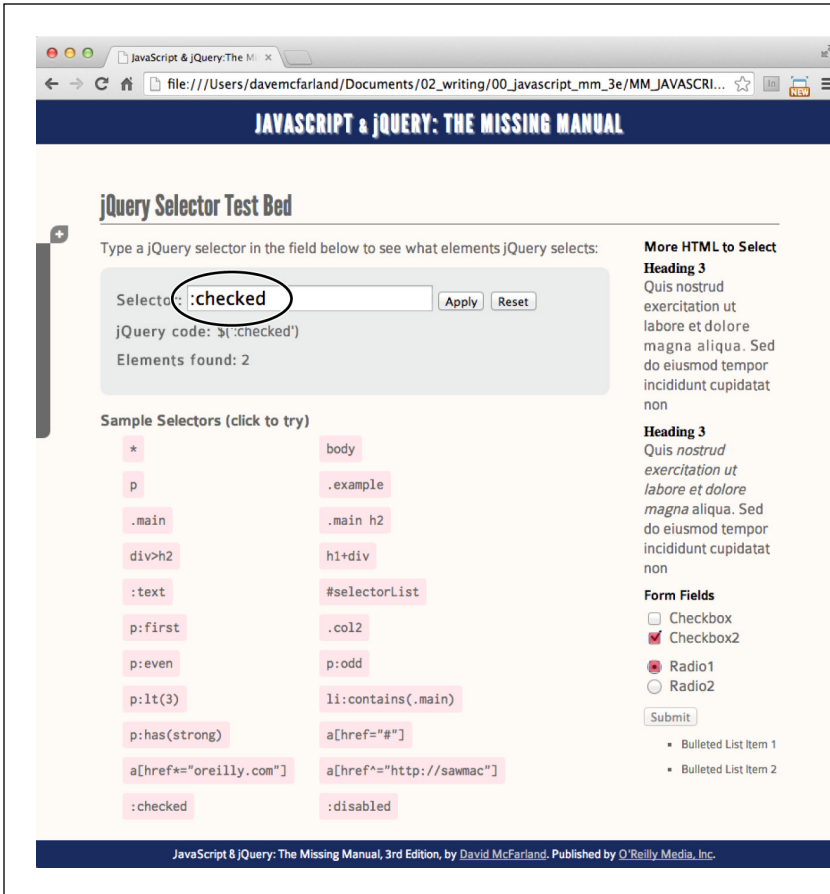 JavaScript & jQuery:The Mi
file:///Users/davemcfarland/Documents/02_writing/00_javascript_mm_3e/MM_JAVASCRI...
NEW
JAVASCRIPT & jQUERY: THE MISSING MANUAL
jQuery Selector Test Bed
Type a jQuery selector in the field below to see what elements jQuery selects:
Selector: :checked
Apply
Reset
jQuery code: $(':checked')
Elements found: 2
Sample Selectors (click to try)
*
body
p
.example
.main
.main h2
div>h2
h1+div
:text
#selectorList
p:first
.col2
p:even
p:odd
p:lt(3)
li:contains(.main)
p:has(strong)
a[href="#"]
a[href*="oreilly.com"]
a[href^="http://sawmac"]
:checked
:disabled
More HTML to Select
Heading 3
Quis nostrud
exercitation ut
labore et dolore
magna aliqua. Sed
do eiusmod tempor
incididunt cupidatat
non
Heading 3
Quis nostrud
exercitation ut
labore et dolore
magna aliqua. Sed
do eiusmod tempor
incididunt cupidatat
non
Form Fields
Checkbox
Checkbox2
Radio1
Radio2
Submit
Bulleted List Item 1
Bulleted List Item 2
JavaScript & jQuery: The Missing Manual, 3rd Edition, by David McFarland. Published by O'Reilly Media, Inc.